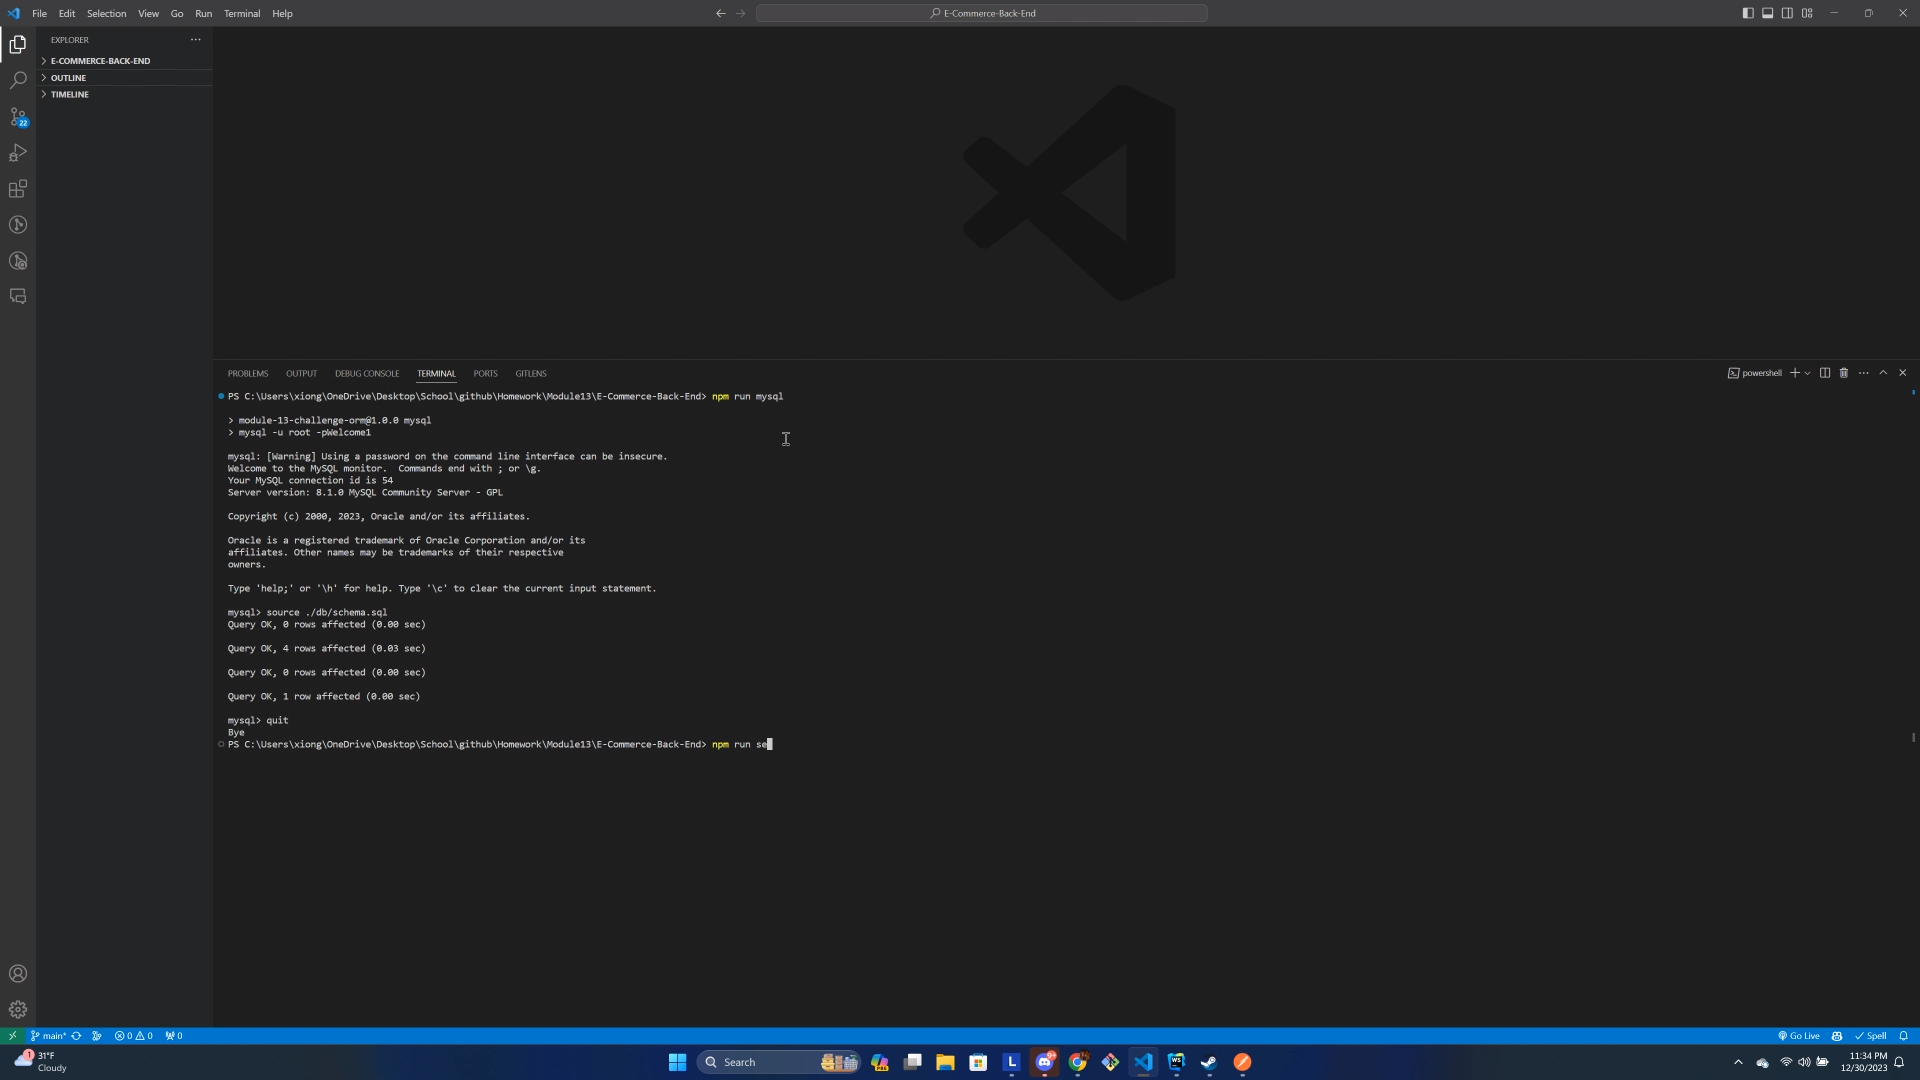 File Edit Selection View Go Run Terminal Help
E-Commerce-Back-End
EXPLORER
E-COMMERCE-BACK-END
OUTLINE
TIMELINE
22
PROBLEMS OUTPUT DEBUG CONSOLE TERMINAL PORTS GITLENS
powershell
PS C:\Users\xiong\OneDrive\Desktop\School\github\Homework\Module13\E-Commerce-Back-End> npm run mysql
> module-13-challenge-orm@1.0.0 mysql
> mysql -u root -pWelcome1
mysql: [Warning] Using a password on the command line interface can be insecure.
Welcome to the MySQL monitor.  Commands end with ; or \g.
Your MySQL connection id is 54
Server version: 8.1.0 MySQL Community Server - GPL
Copyright (c) 2000, 2023, Oracle and/or its affiliates.
Oracle is a registered trademark of Oracle Corporation and/or its
affiliates. Other names may be trademarks of their respective
owners.
Type 'help;' or '\h' for help. Type '\c' to clear the current input statement.
mysql> source ./db/schema.sql
Query OK, 0 rows affected (0.00 sec)
Query OK, 4 rows affected (0.03 sec)
Query OK, 0 rows affected (0.00 sec)
Query OK, 1 row affected (0.00 sec)
mysql> quit
Bye
PS C:\Users\xiong\OneDrive\Desktop\School\github\Homework\Module13\E-Commerce-Back-End> npm run se
main* 0 0 0
Go Live Spell
1
31°F
Cloudy
Search
L
WS
11:34 PM
12/30/2023